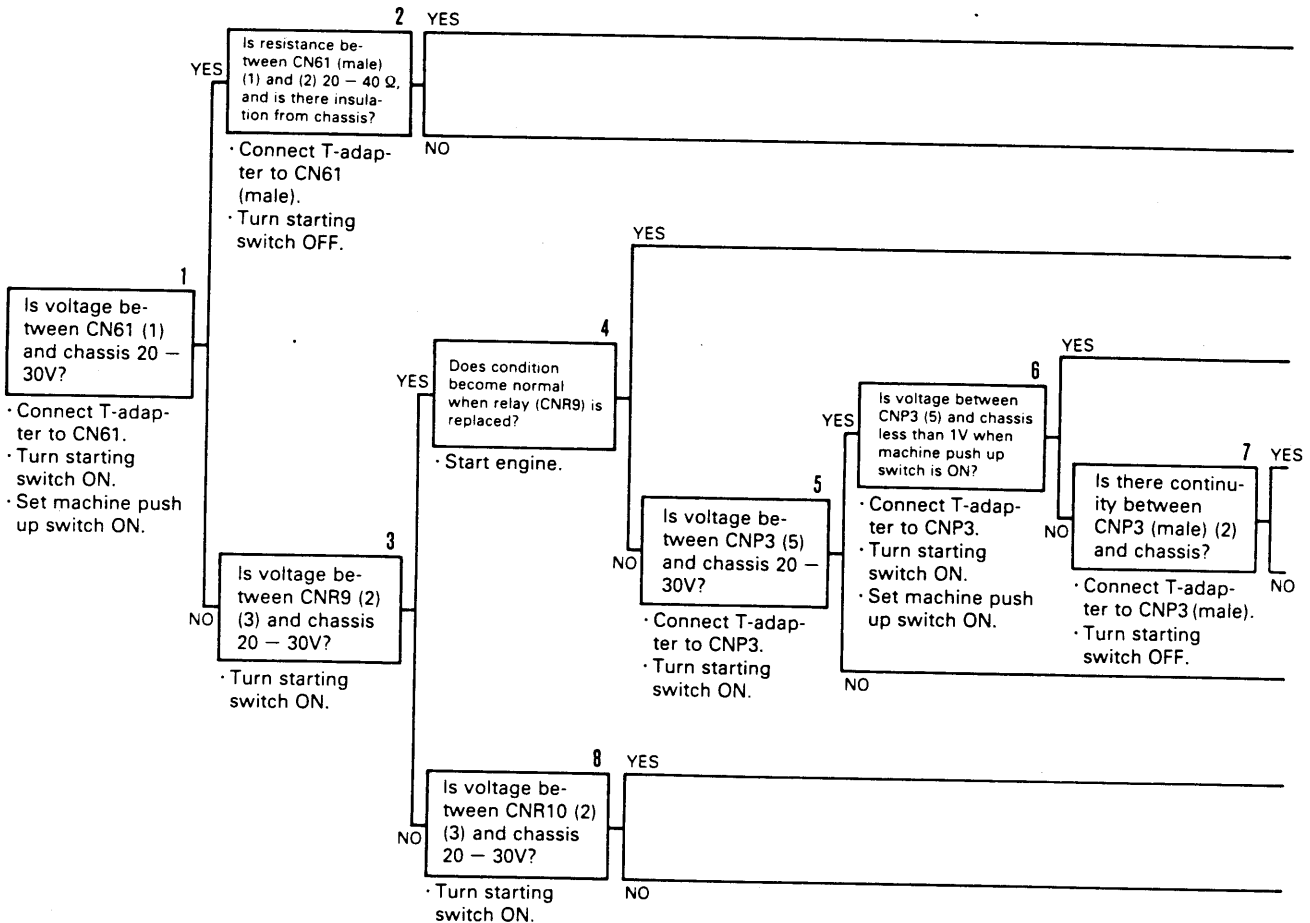 2
YES
Is resistance be-
tween CN61 (male)
(1) and (2) 20 – 40 Ω,
and is there insula-
tion from chassis?
YES
NO
· Connect T-adap-
ter to CN61
(male).
· Turn starting
switch OFF.
1
Is voltage be-
tween CN61 (1)
and chassis 20 –
30V?
· Connect T-adap-
ter to CN61.
· Turn starting
switch ON.
· Set machine push
up switch ON.
NO
3
Is voltage be-
tween CNR9 (2)
(3) and chassis
20 – 30V?
· Turn starting
switch ON.
YES
4
Does condition
become normal
when relay (CNR9) is
replaced?
· Start engine.
YES
NO
5
Is voltage be-
tween CNP3 (5)
and chassis 20 –
30V?
· Connect T-adap-
ter to CNP3.
· Turn starting
switch ON.
YES
NO
6
Is voltage between
CNP3 (5) and chassis
less than 1V when
machine push up
switch is ON?
· Connect T-adap-
ter to CNP3.
· Turn starting
switch ON.
· Set machine push
up switch ON.
YES
NO
7
Is there continu-
ity between
CNP3 (male) (2)
and chassis?
· Connect T-adap-
ter to CNP3 (male).
· Turn starting
switch OFF.
YES
NO
NO
8
Is voltage be-
tween CNR10 (2)
(3) and chassis
20 – 30V?
· Turn starting
switch ON.
YES
NO